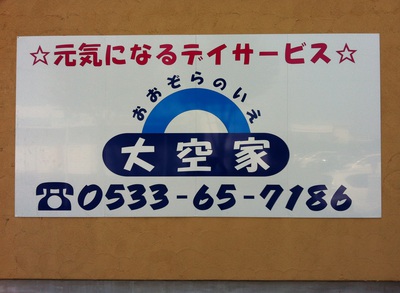 ☆元気になるデイサービス☆
おおぞらのいえ
大空家
☎0533-65-7186